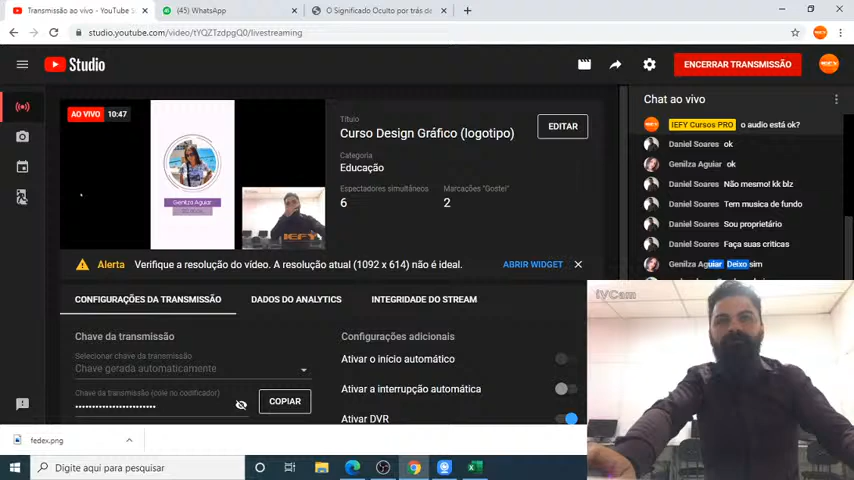 Transmissão ao vivo - YouTube S
(45) WhatsApp
O Significado Oculto por trás de
studio.youtube.com/video/tYQZTzdpgQ0/livestreaming
Studio
ENCERRAR TRANSMISSÃO
AO VIVO
10:47
Genilza Aguiar
IEFY
Título
Curso Design Gráfico (logotipo)
EDITAR
Categoria
Educação
Espectadores simultâneos
Marcações "Gostei"
6
2
Alerta
Verifique a resolução do vídeo. A resolução atual (1092 x 614) não é ideal.
ABRIR WIDGET
CONFIGURAÇÕES DA TRANSMISSÃO
DADOS DO ANALYTICS
INTEGRIDADE DO STREAM
Chave da transmissão
Selecionar chave da transmissão
Chave gerada automaticamente
Chave da transmissão (cole no codificador)
COPIAR
Configurações adicionais
Ativar o início automático
Ativar a interrupção automática
Ativar DVR
Chat ao vivo
IEFY Cursos PRO o audio está ok?
Daniel Soares ok
Genilza Aguiar ok
Daniel Soares Não mesmo! kk blz
Daniel Soares Tem musica de fundo
Daniel Soares Sou proprietário
Daniel Soares Faça suas criticas
Genilza Aguiar Deixo sim
iVCam
fedex.png
Digite aqui para pesquisar